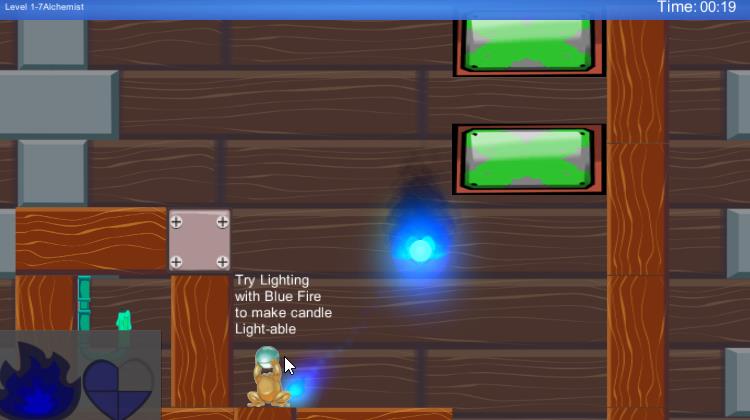 Level 1-7Alchemist
Time: 00:19
Try Lighting
with Blue Fire
to make candle
Light-able